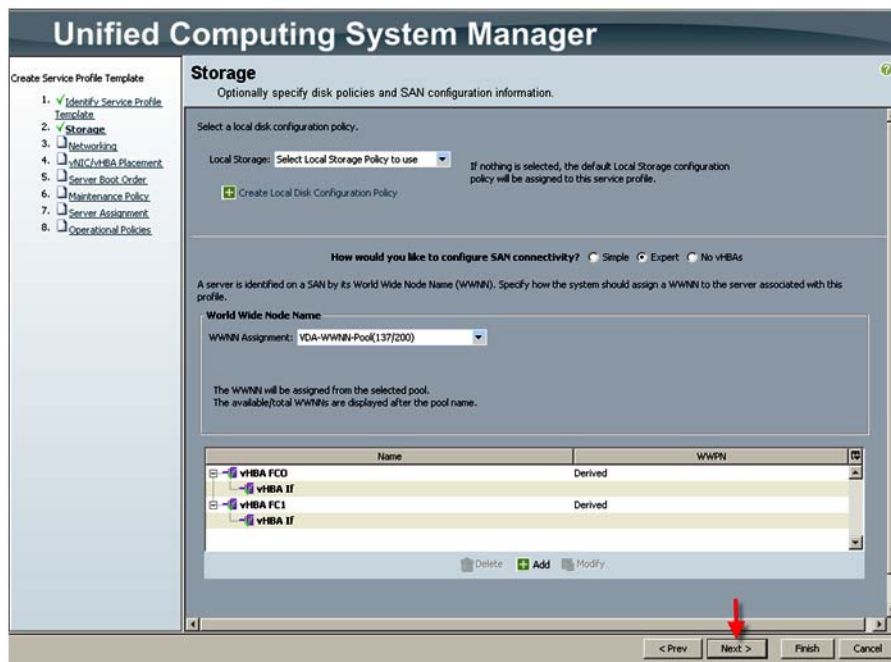 Unified Computing System Manager
Create Service Profile Template
1. Identify Service Profile
Template
2. Storage
3. Networking
4. vNIC/vHBA Placement
5. Server Boot Order
6. Maintenance Policy
7. Server Assignment
8. Operational Policies
Storage
Optionally specify disk policies and SAN configuration information.
Select a local disk configuration policy.
Local Storage: Select Local Storage Policy to use
If nothing is selected, the default Local Storage configuration
policy will be assigned to this service profile.
Create Local Disk Configuration Policy
How would you like to configure SAN connectivity? Simple Expert No vHBAs
A server is identified on a SAN by its World Wide Node Name (WWNN). Specify how the system should assign a WWNN to the server associated with this
profile.
World Wide Node Name
WWNN Assignment: VDA-WWNN-Pool(137/200)
The WWNN will be assigned from the selected pool.
The available/total WWNNs are displayed after the pool name.
Name WWPN
vHBA FC0 Derived
vHBA If
vHBA FC1 Derived
vHBA If
Delete Add Modify
< Prev Next > Finish Cancel